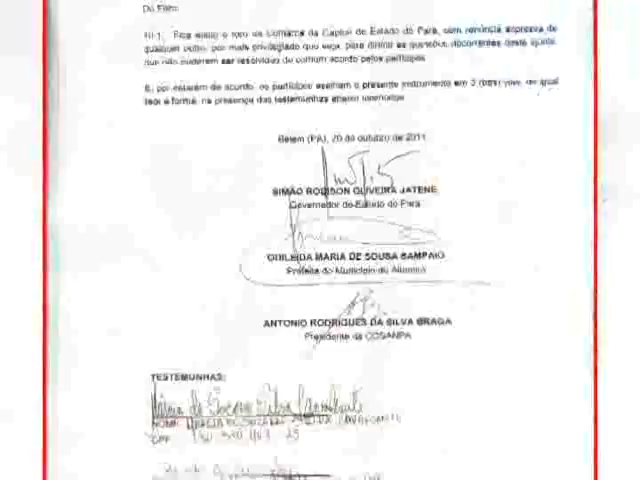 Do Foro
10.1. Fica eleito o foro da Comarca da Capital do Estado do Pará, com renúncia expressa de
qualquer outro, por mais privilegiado que seja, para dirimir as questões decorrentes deste ajuste,
que não puderem ser resolvidas de comum acordo pelos partícipes.
E, por estarem de acordo, os partícipes assinam o presente instrumento em 3 (três) vias, de igual
teor e forma, na presença das testemunhas abaixo nomeadas
Belém (PA), 20 de outubro de 2011
SIMÃO ROBISON OLIVEIRA JATENE
Governador do Estado do Pará
ODILEIDA MARIA DE SOUSA SAMPAIO
Prefeita do Município de Altamira
ANTONIO RODRIGUES DA SILVA BRAGA
Presidente da COSANPA
TESTEMUNHAS:
NOME:
CPF